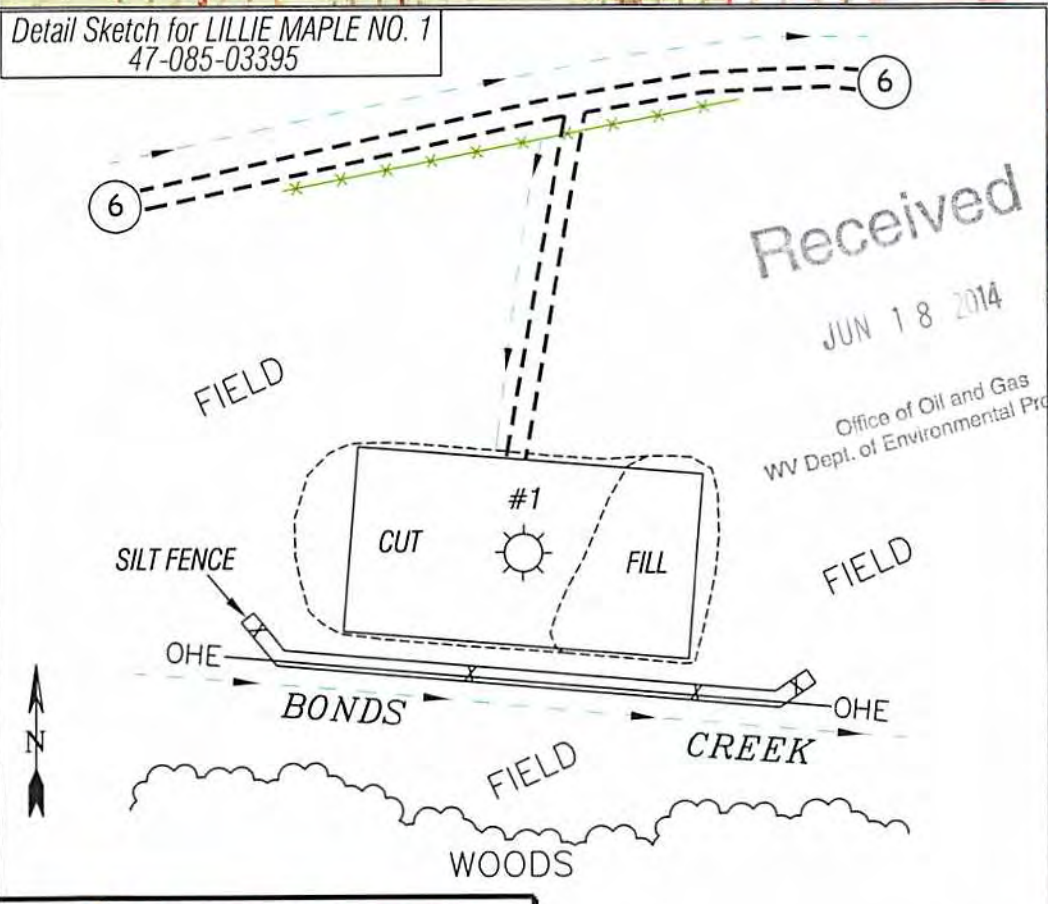 Detail Sketch for LILLIE MAPLE NO. 1
47-085-03395
6
6
Received
JUN 18 2014
Office of Oil and Gas
WV Dept. of Environmental Pro
FIELD
#1
CUT
FILL
FIELD
SILT FENCE
OHE
OHE
BONDS
CREEK
N
FIELD
WOODS